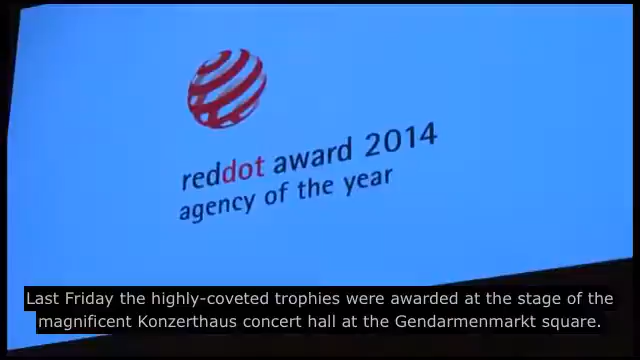 reddot award 2014
agency of the year
Last Friday the highly-coveted trophies were awarded at the stage of the
magnificent Konzerthaus concert hall at the Gendarmenmarkt square.